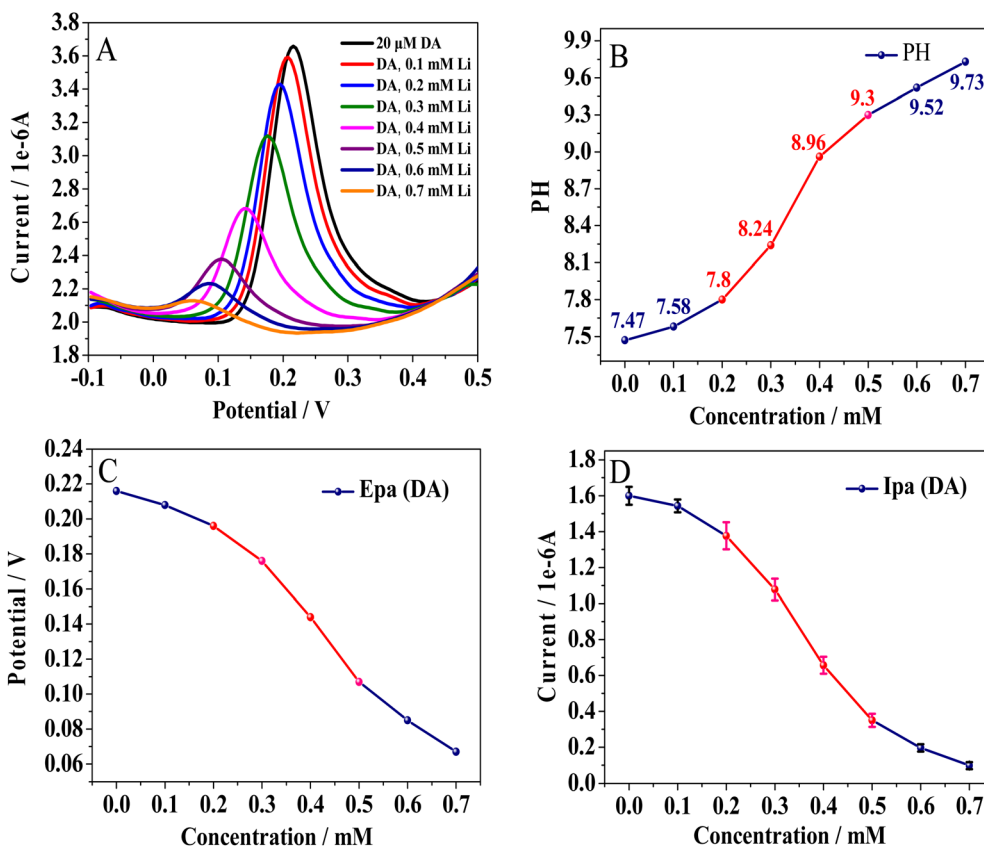 A
20 µM DA
DA, 0.1 mM Li
DA, 0.2 mM Li
DA, 0.3 mM Li
DA, 0.4 mM Li
DA, 0.5 mM Li
DA, 0.6 mM Li
DA, 0.7 mM Li
Current / 1e-6A
3.8
3.6
3.4
3.2
3.0
2.8
2.6
2.4
2.2
2.0
1.8
-0.1 0.0 0.1 0.2 0.3 0.4 0.5
Potential / V
B
PH
PH
9.9
9.6
9.3
9.0
8.7
8.4
8.1
7.8
7.5
7.47
7.58
7.8
8.24
8.96
9.3
9.52
9.73
0.0 0.1 0.2 0.3 0.4 0.5 0.6 0.7
Concentration / mM
C
Epa (DA)
Potential / V
0.24
0.22
0.20
0.18
0.16
0.14
0.12
0.10
0.08
0.06
0.0 0.1 0.2 0.3 0.4 0.5 0.6 0.7
Concentration / mM
D
Ipa (DA)
Current / 1e-6A
1.8
1.6
1.4
1.2
1.0
0.8
0.6
0.4
0.2
0.0
0.0 0.1 0.2 0.3 0.4 0.5 0.6 0.7
Concentration / mM